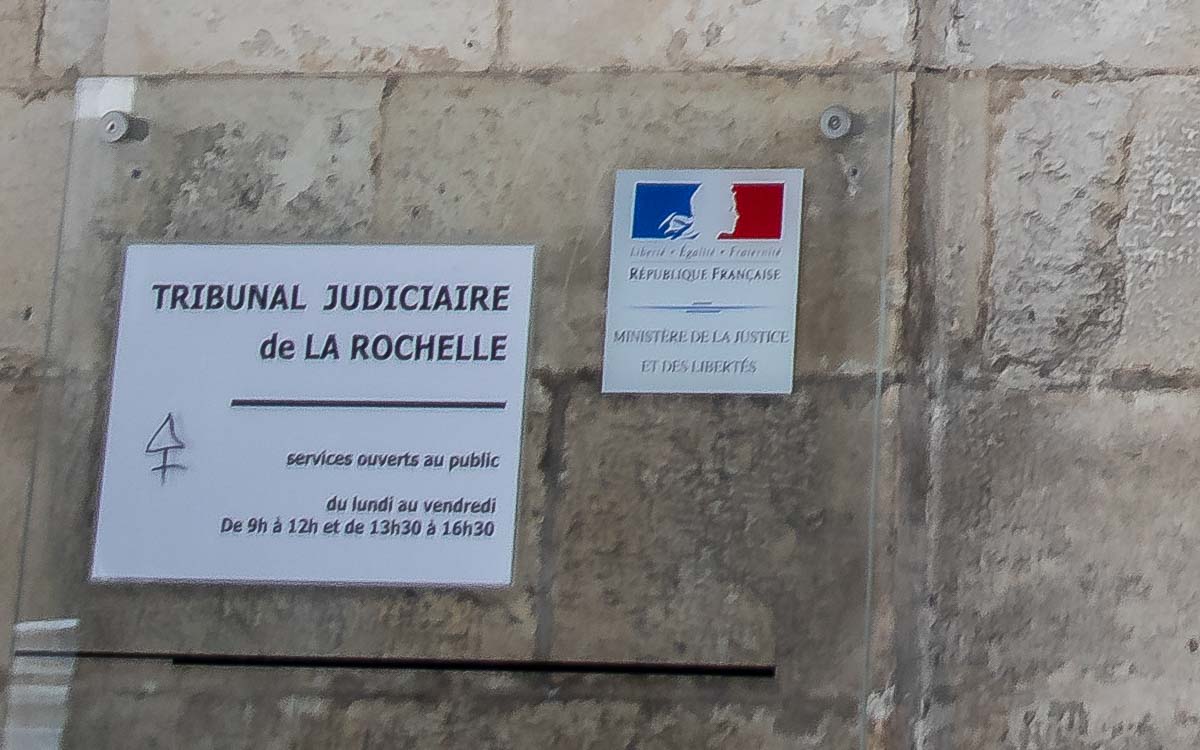 TRIBUNAL JUDICIAIRE
de LA ROCHELLE
services ouverts au public
du lundi au vendredi
De 9h à 12h et de 13h30 à 16h30
Liberté • Égalité • Fraternité
RÉPUBLIQUE FRANÇAISE
MINISTÈRE DE LA JUSTICE
ET DES LIBERTÉS